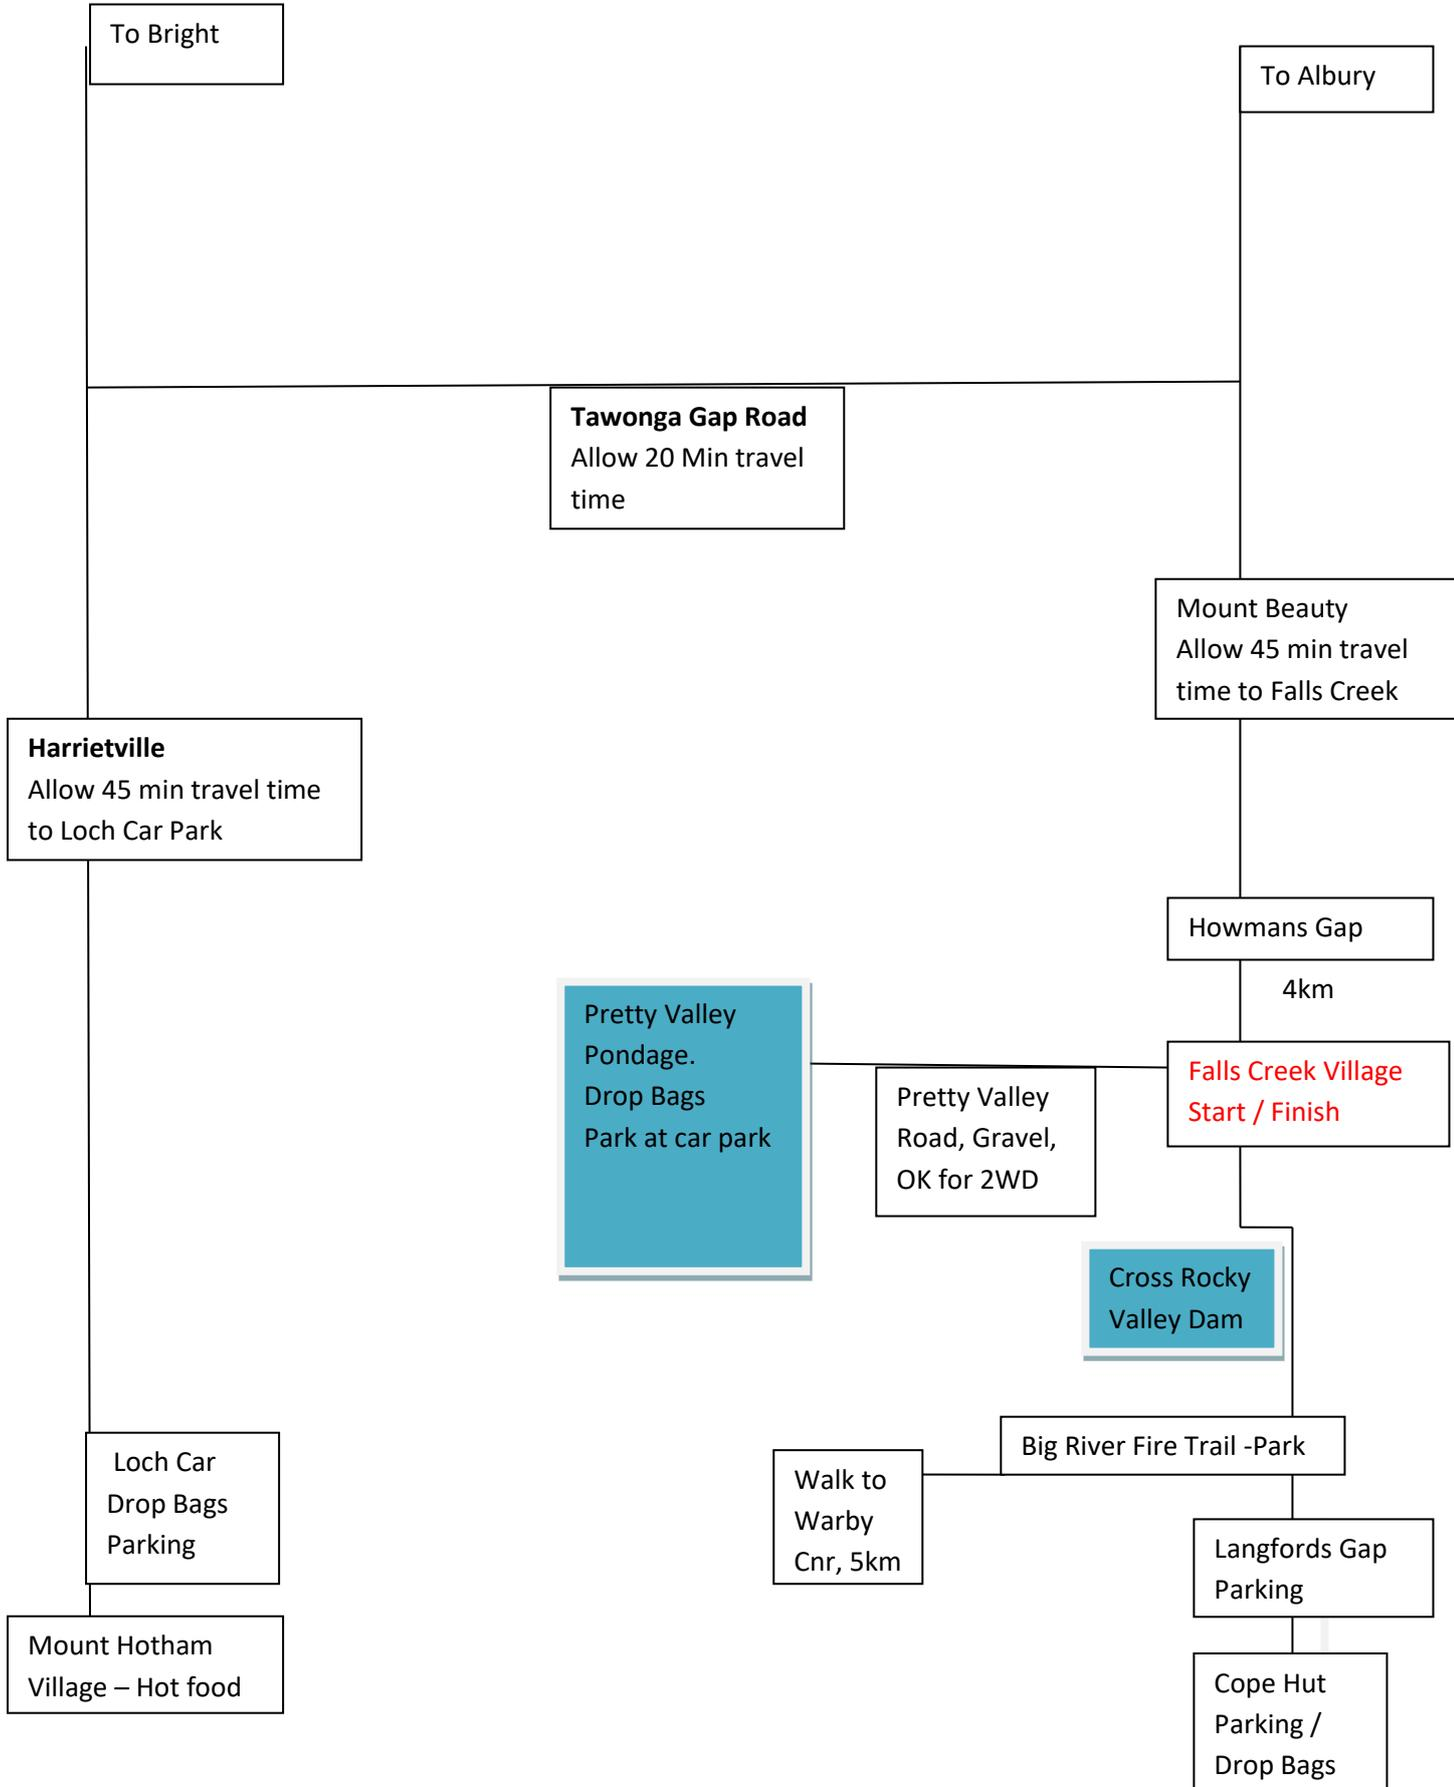 To Bright
To Albury
Tawonga Gap Road
Allow 20 Min travel
time
Mount Beauty
Allow 45 min travel
time to Falls Creek
Harrietville
Allow 45 min travel time
to Loch Car Park
Howmans Gap
4km
Pretty Valley
Pondage.
Drop Bags
Park at car park
Pretty Valley
Road, Gravel,
OK for 2WD
Falls Creek Village
Start / Finish
Cross Rocky
Valley Dam
Big River Fire Trail -Park
Loch Car
Drop Bags
Parking
Walk to
Warby
Cnr, 5km
Langfords Gap
Parking
Mount Hotham
Village – Hot food
Cope Hut
Parking /
Drop Bags